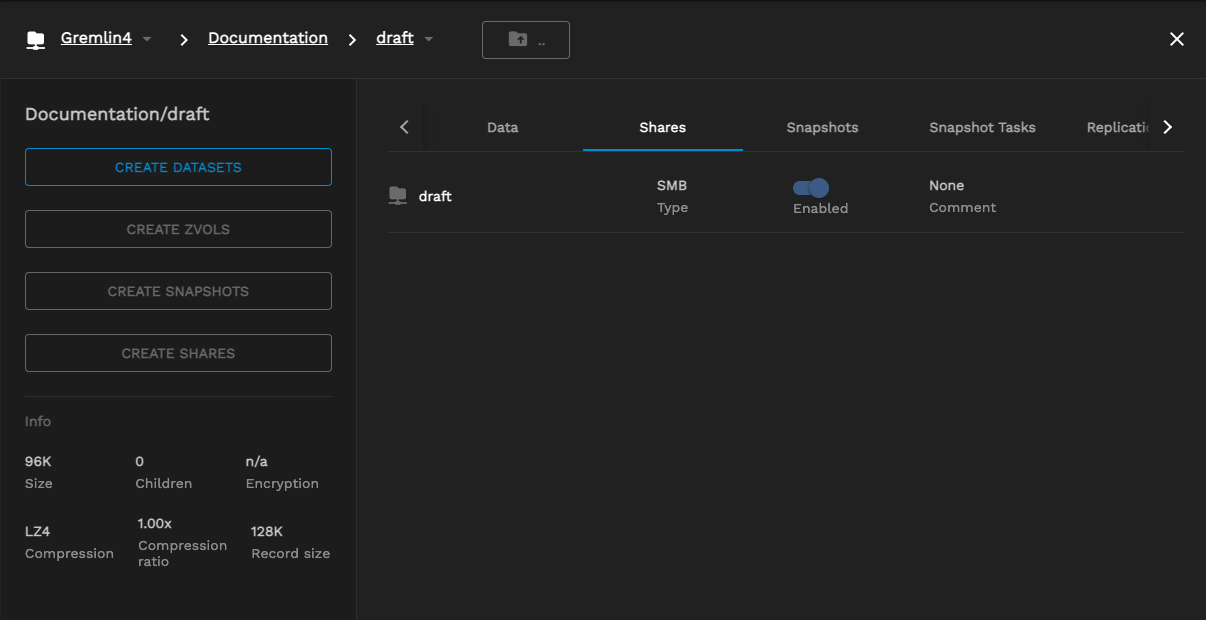 Gremlin4 Documentation draft ..
Documentation/draft
CREATE DATASETS
CREATE ZVOLS
CREATE SNAPSHOTS
CREATE SHARES
Info
96K 0 n/a
Size Children Encryption
LZ4 1.00x 128K
Compression Compression ratio Record size
Data Shares Snapshots Snapshot Tasks
draft SMB None
Type Enabled Comment